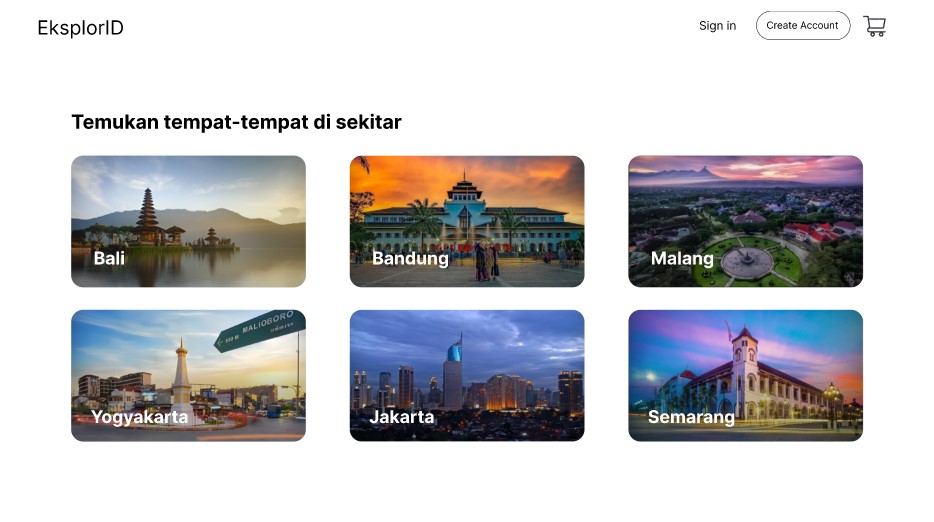 EksplorID
Sign in
Create Account
Temukan tempat-tempat di sekitar
Bali
Bandung
Malang
MALIOBORO
Yogyakarta
Jakarta
Semarang